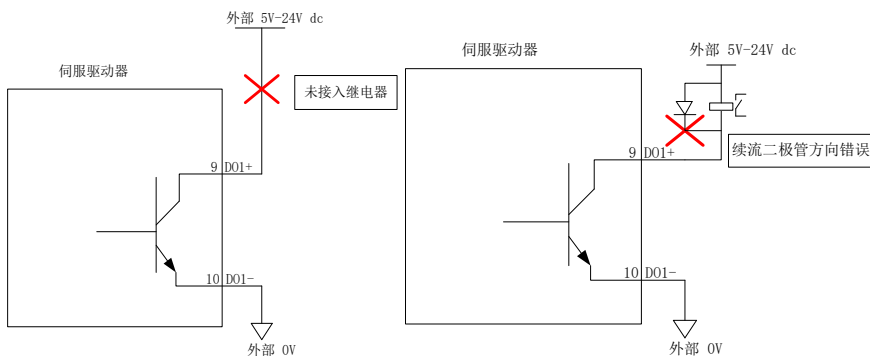 外部 5V-24V dc
伺服驱动器
未接入继电器
9 DO1+
10 DO1-
外部 0V
伺服驱动器
外部 5V-24V dc
续流二极管方向错误
9 DO1+
10 DO1-
外部 0V